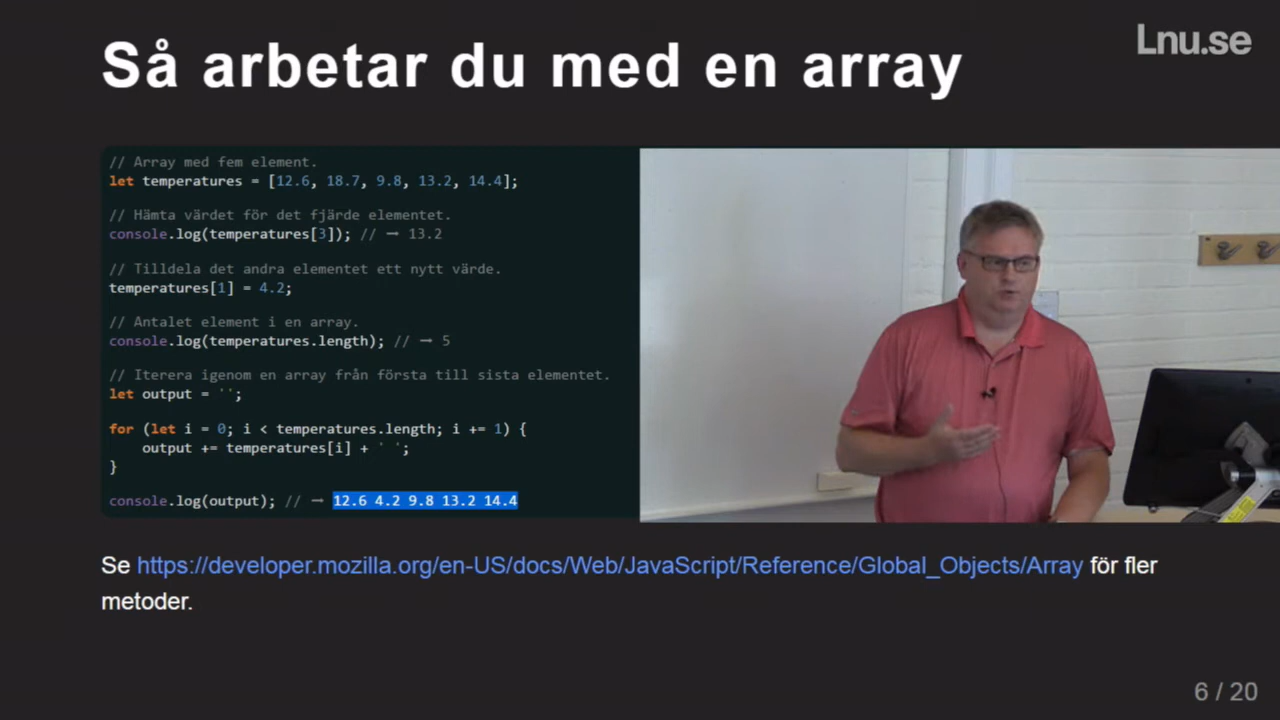 Så arbetar du med en array
Lnu.se
// Array med fem element.
let temperatures = [12.6, 18.7, 9.8, 13.2, 14.4];
// Hämta värdet för det fjärde elementet.
console.log(temperatures[3]); // → 13.2
// Tilldela det andra elementet ett nytt värde.
temperatures[1] = 4.2;
// Antalet element i en array.
console.log(temperatures.length); // → 5
// Iterera igenom en array från första till sista elementet.
let output = '';
for (let i = 0; i < temperatures.length; i += 1) {
output += temperatures[i] + ' ';
}
console.log(output); // → 12.6 4.2 9.8 13.2 14.4
Se https://developer.mozilla.org/en-US/docs/Web/JavaScript/Reference/Global_Objects/Array för fler
metoder.
6 / 20